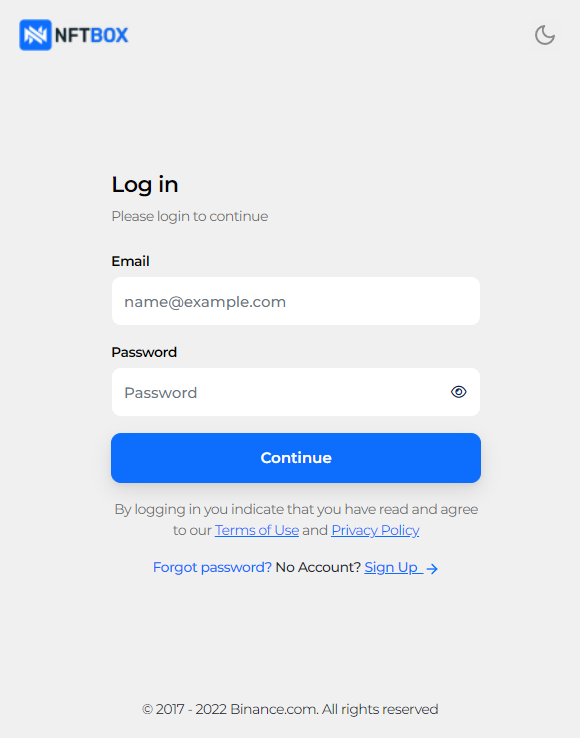 NFTBOX
Log in
Please login to continue
Email
name@example.com
Password
Password
Continue
By logging in you indicate that you have read and agree
to our Terms of Use and Privacy Policy
Forgot password? No Account? Sign Up →
© 2017 - 2022 Binance.com. All rights reserved